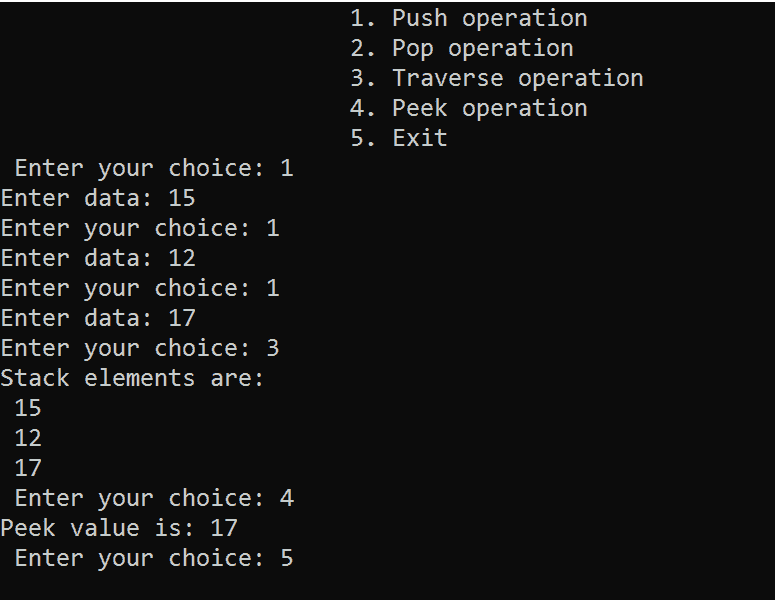 1. Push operation
2. Pop operation
3. Traverse operation
4. Peek operation
5. Exit
Enter your choice: 1
Enter data: 15
Enter your choice: 1
Enter data: 12
Enter your choice: 1
Enter data: 17
Enter your choice: 3
Stack elements are:
15
12
17
Enter your choice: 4
Peek value is: 17
Enter your choice: 5